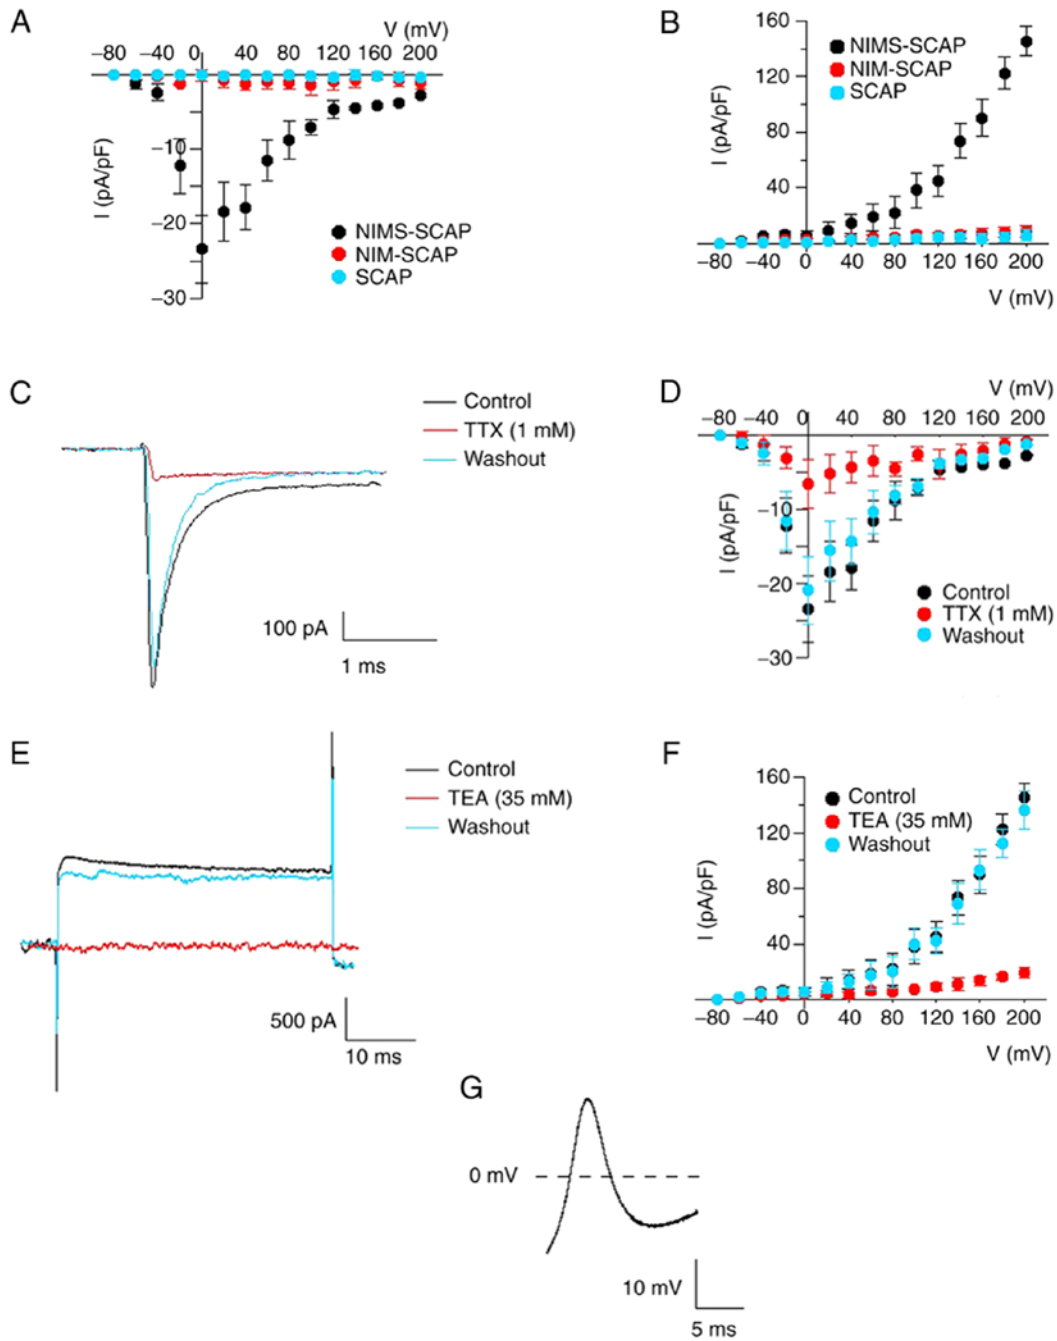 A
V (mV)
−80 −40 0 40 80 120 160 200
−10
−20
−30
I (pA/pF)
NIMS-SCAP
NIM-SCAP
SCAP
B
160
120
80
40
I (pA/pF)
NIMS-SCAP
NIM-SCAP
SCAP
−80 −40 0 40 80 120 160 200
V (mV)
C
Control
TTX (1 mM)
Washout
100 pA
1 ms
D
V (mV)
−80 −40 0 40 80 120 160 200
−10
−20
−30
I (pA/pF)
Control
TTX (1 mM)
Washout
E
Control
TEA (35 mM)
Washout
500 pA
10 ms
F
160
120
80
40
I (pA/pF)
Control
TEA (35 mM)
Washout
−80 −40 0 40 80 120 160 200
V (mV)
G
0 mV
10 mV
5 ms